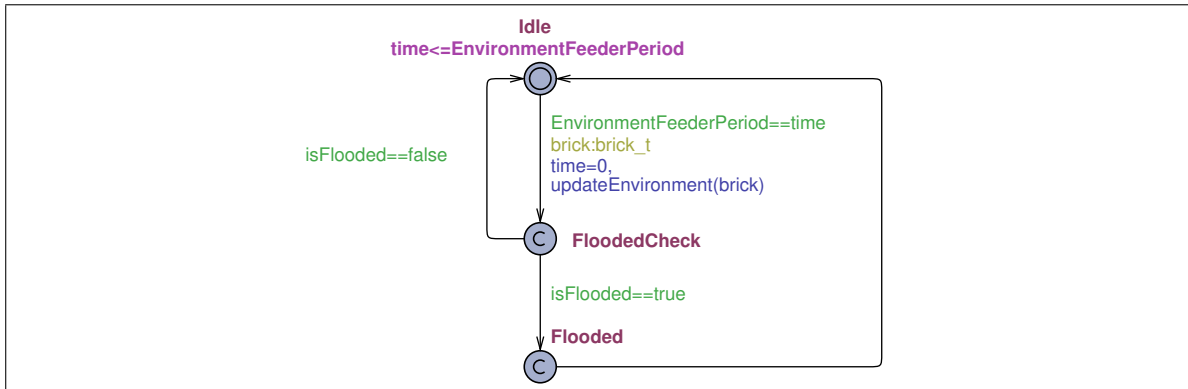 Idle
time<=EnvironmentFeederPeriod
EnvironmentFeederPeriod==time
brick:brick_t
isFlooded==false
time=0,
updateEnvironment(brick)
C
FloodedCheck
isFlooded==true
Flooded
C